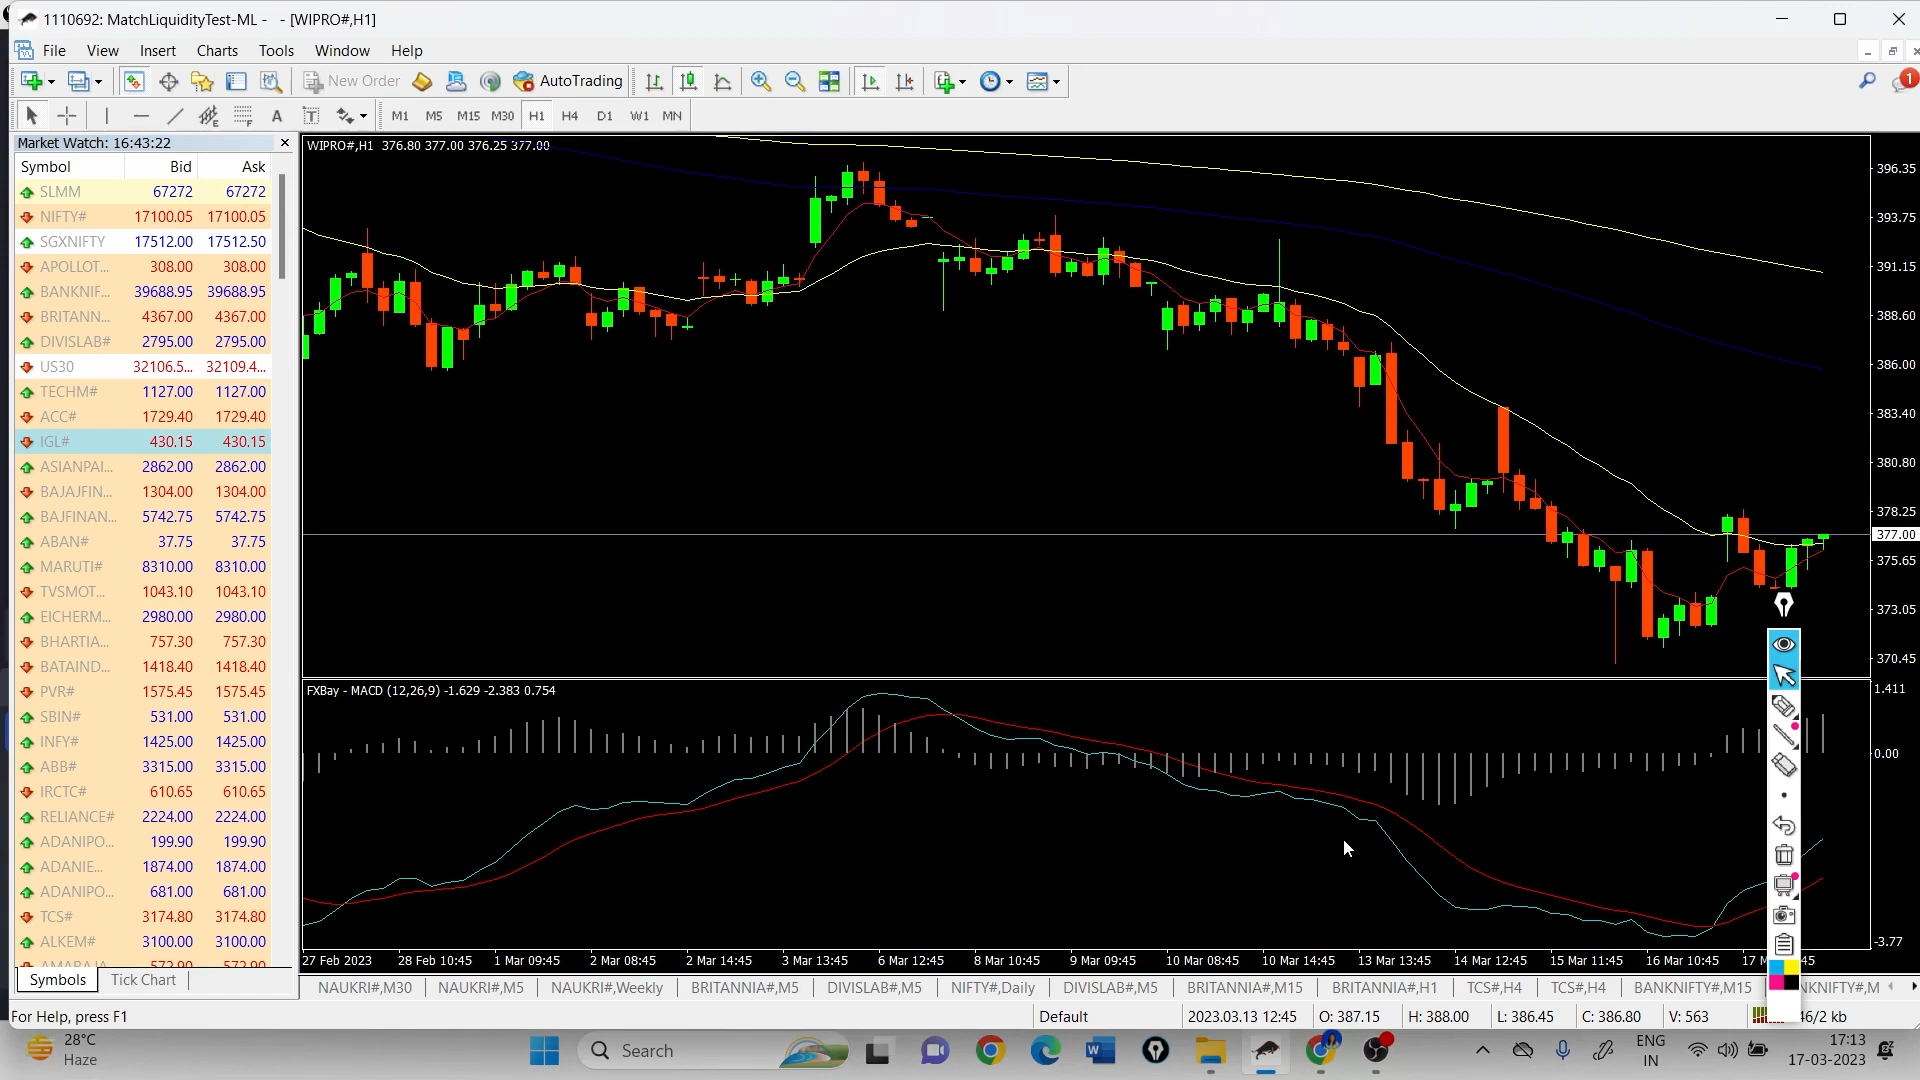 1110692: MatchLiquidityTest-ML - - [WIPRO#,H1]
File View Insert Charts Tools Window Help
New Order AutoTrading 1
A T M1 M5 M15 M30 H1 H4 D1 W1 MN
Market Watch: 16:43:22
Symbol Bid Ask
SLMM 67272 67272
NIFTY# 17100.05 17100.05
SGXNIFTY 17512.00 17512.50
APOLLOT... 308.00 308.00
BANKNIF... 39688.95 39688.95
BRITANN... 4367.00 4367.00
DIVISLAB# 2795.00 2795.00
US30 32106.5... 32109.4...
TECHM# 1127.00 1127.00
ACC# 1729.40 1729.40
IGL# 430.15 430.15
ASIANPAI... 2862.00 2862.00
BAJAJFIN... 1304.00 1304.00
BAJFINAN... 5742.75 5742.75
ABAN# 37.75 37.75
MARUTI# 8310.00 8310.00
TVSMOT... 1043.10 1043.10
EICHERM... 2980.00 2980.00
BHARTIA... 757.30 757.30
BATAIND... 1418.40 1418.40
PVR# 1575.45 1575.45
SBIN# 531.00 531.00
INFY# 1425.00 1425.00
ABB# 3315.00 3315.00
IRCTC# 610.65 610.65
RELIANCE# 2224.00 2224.00
ADANIPO... 199.90 199.90
ADANIE... 1874.00 1874.00
ADANIPO... 681.00 681.00
TCS# 3174.80 3174.80
ALKEM# 3100.00 3100.00
Symbols Tick Chart
WIPRO#,H1 376.80 377.00 376.25 377.00
396.35
393.75
391.15
388.60
386.00
383.40
380.80
378.25
377.00
375.65
373.05
370.45
FXBay - MACD (12,26,9) -1.629 -2.383 0.754
1.411
0.00
-3.77
27 Feb 2023 28 Feb 10:45 1 Mar 09:45 2 Mar 08:45 2 Mar 14:45 3 Mar 13:45 6 Mar 12:45 8 Mar 10:45 9 Mar 09:45 10 Mar 08:45 10 Mar 14:45 13 Mar 13:45 14 Mar 12:45 15 Mar 11:45 16 Mar 10:45
NAUKRI#,M30 NAUKRI#,M5 NAUKRI#,Weekly BRITANNIA#,M5 DIVISLAB#,M5 NIFTY#,Daily DIVISLAB#,M5 BRITANNIA#,M15 BRITANNIA#,H1 TCS#,H4 TCS#,H4 BANKNIFTY#,M15 NKNIFTY#,M
For Help, press F1 Default 2023.03.13 12:45 O: 387.15 H: 388.00 L: 386.45 C: 386.80 V: 563 46/2 kb
28°C
Haze
Search
ENG
IN
17:13
17-03-2023